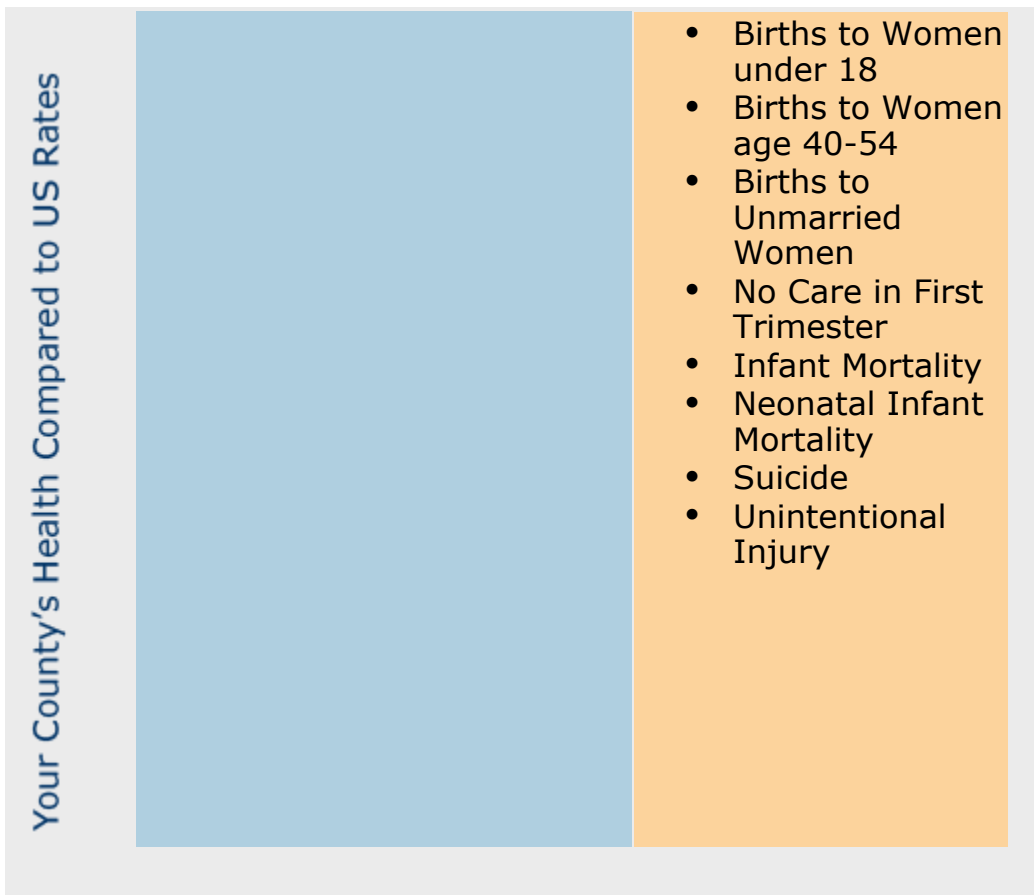 Your County's Health Compared to US Rates
• Births to Women
under 18
• Births to Women
age 40-54
• Births to
Unmarried
Women
• No Care in First
Trimester
• Infant Mortality
• Neonatal Infant
Mortality
• Suicide
• Unintentional
Injury